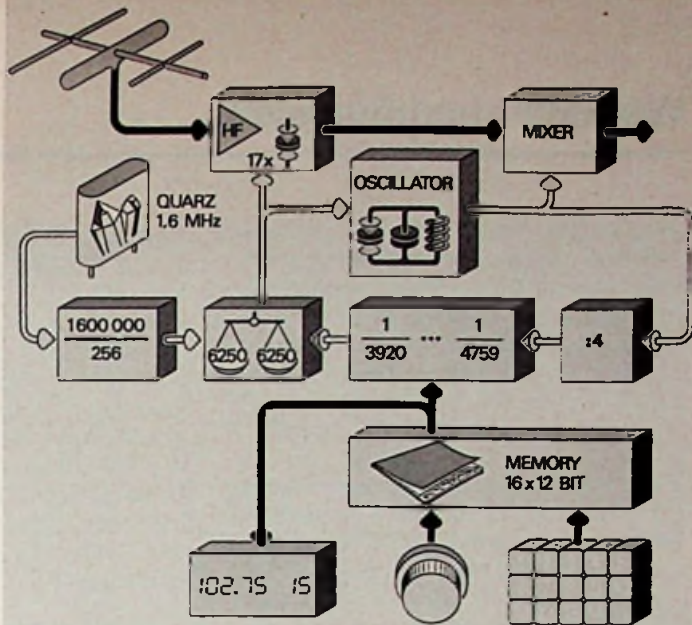 HF
17x
MIXER
OSCILLATOR
QUARZ
1.6 MHz
1600 000
256
6250 6250
1 ... 1
3920 4759
:4
MEMORY
16 x 12 BIT
102.75 15